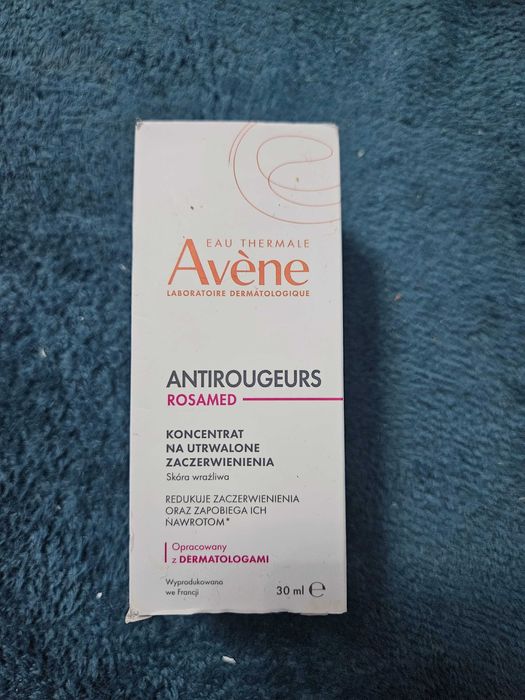 EAU THERMALE
Avène
LABORATOIRE DERMATOLOGIQUE
ANTIROUGEURS
ROSAMED
KONCENTRAT
NA UTRWALONE
ZACZERWIENIENIA
Skóra wrażliwa
REDUKUJE ZACZERWIENIENIA
ORAZ ZAPOBIEGA ICH
NAWROTOM*
Opracowany
z DERMATOLOGAMI
Wyprodukowano
we Francji
30 ml ℮